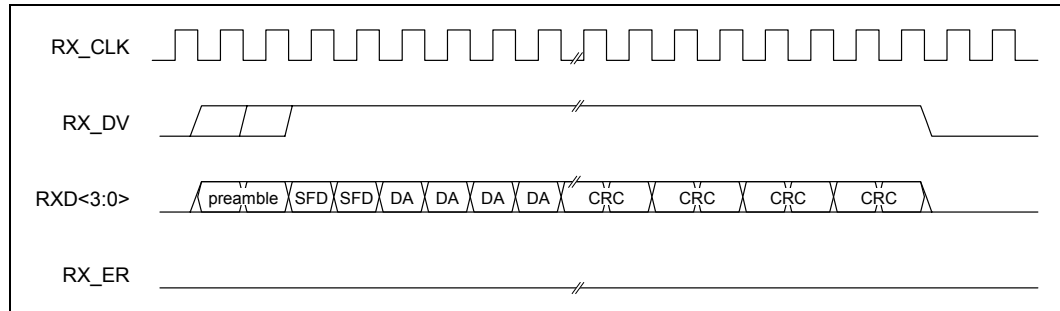 RX_CLK
RX_DV
RXD<3:0> preamble SFD SFD DA DA DA DA CRC CRC CRC CRC
RX_ER